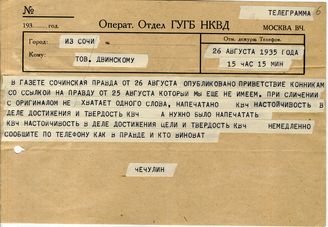 ТЕЛЕГРАММА 6
193 Операт. Отдел ГУГБ НКВД МОСКВА ВЧ.
Город: ИЗ СОЧИ
Отм. дежурн. Телефон.
Кому: ТОВ. ДВИНСКОМУ
26 АВГУСТА 1935 ГОДА
15 ЧАС 15 МИН
В ГАЗЕТЕ СОЧИНСКАЯ ПРАВДА ОТ 26 АВГУСТА ОПУБЛИКОВАНО ПРИВЕТСТВИЕ КОННИКАМ
СО ССЫЛКОЙ НА ПРАВДУ ОТ 25 АВГУСТА КОТОРЫЙ МЫ ЕЩЕ НЕ ИМЕЕМ. ПРИ СЛИЧЕНИИ
С ОРИГИНАЛОМ НЕ ХВАТАЕТ ОДНОГО СЛОВА, НАПЕЧАТАНО КВЧ НАСТОЙЧИВОСТЬ В
ДЕЛЕ ДОСТИЖЕНИЯ И ТВЕРДОСТЬ КВЧ А НУЖНО БЫЛО НАПЕЧАТАТЬ
КВЧ НАСТОЙЧИВОСТЬ В ДЕЛЕ ДОСТИЖЕНИЯ ЦЕЛИ И ТВЕРДОСТЬ КВЧ НЕМЕДЛЕННО
СООБЩИТЕ ПО ТЕЛЕФОНУ КАК В ПРАВДЕ И КТО ВИНОВАТ
ЧЕЧУЛИН